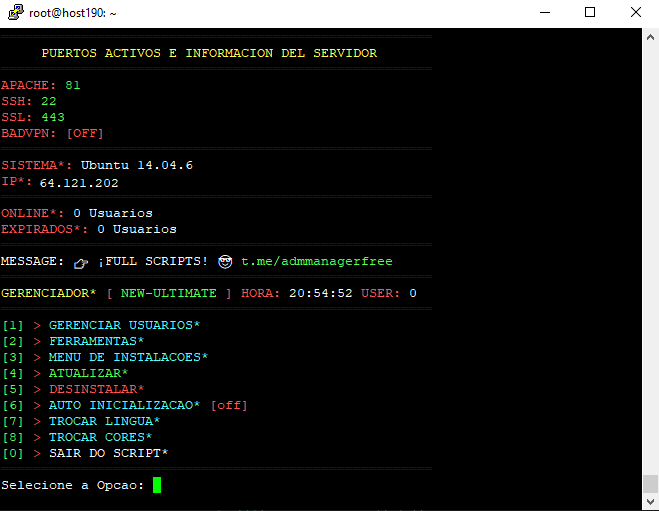 root@host190: ~
PUERTOS ACTIVOS E INFORMACION DEL SERVIDOR
APACHE: 81
SSH: 22
SSL: 443
BADVPN: [OFF]
SISTEMA*: Ubuntu 14.04.6
IP*: 64.121.202
ONLINE*: 0 Usuarios
EXPIRADOS*: 0 Usuarios
MESSAGE: 👉 ¡FULL SCRIPTS! 😎 t.me/admmanagerfree
GERENCIADOR* [ NEW-ULTIMATE ] HORA: 20:54:52 USER: 0
[1] > GERENCIAR USUARIOS*
[2] > FERRAMENTAS*
[3] > MENU DE INSTALACOES*
[4] > ATUALIZAR*
[5] > DESINSTALAR*
[6] > AUTO INICIALIZACAO* [off]
[7] > TROCAR LINGUA*
[8] > TROCAR CORES*
[0] > SAIR DO SCRIPT*
Selecione a Opcao: